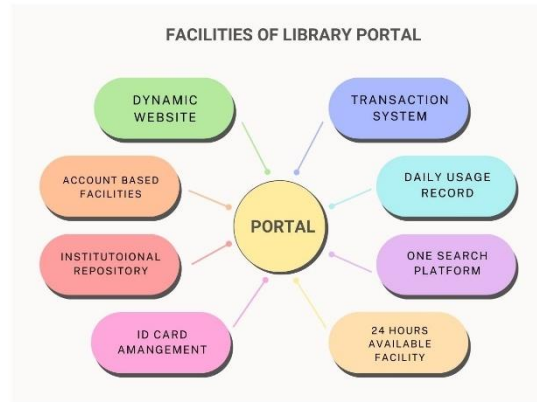 FACILITIES OF LIBRARY PORTAL
DYNAMIC
WEBSITE
TRANSACTION
SYSTEM
ACCOUNT BASED
FACILITIES
DAILY USAGE
RECORD
PORTAL
INSTITUTOIONAL
REPOSITORY
ONE SEARCH
PLATFORM
ID CARD
AMANGEMENT
24 HOURS
AVAILABLE
FACILITY